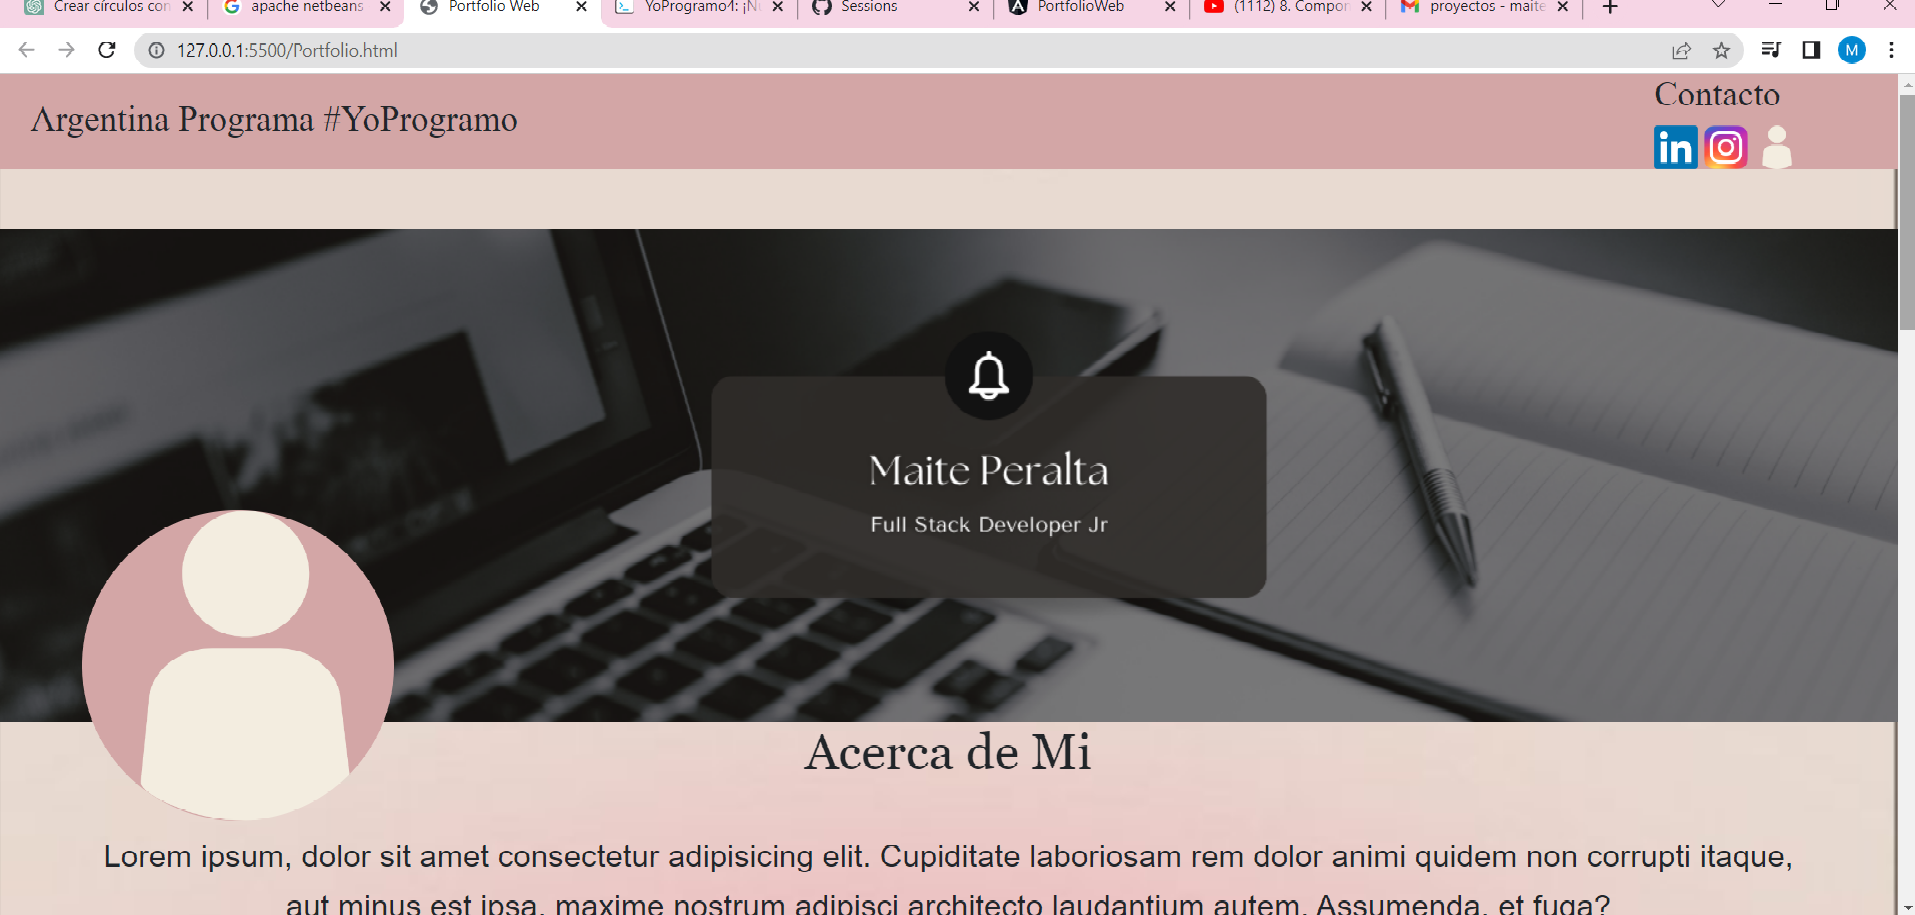 Crear círculos con
apache netbeans
Portfolio Web
YoProgramo4: ¡Nu
Sessions
PortfolioWeb
(1112) 8. Compon
proyectos - maite
127.0.0.1:5500/Portfolio.html
M
Argentina Programa #YoProgramo
Contacto
in
Maite Peralta
Full Stack Developer Jr
Acerca de Mi
Lorem ipsum, dolor sit amet consectetur adipisicing elit. Cupiditate laboriosam rem dolor animi quidem non corrupti itaque,
aut minus est ipsa, maxime nostrum adipisci architecto laudantium autem. Assumenda, et fuga?